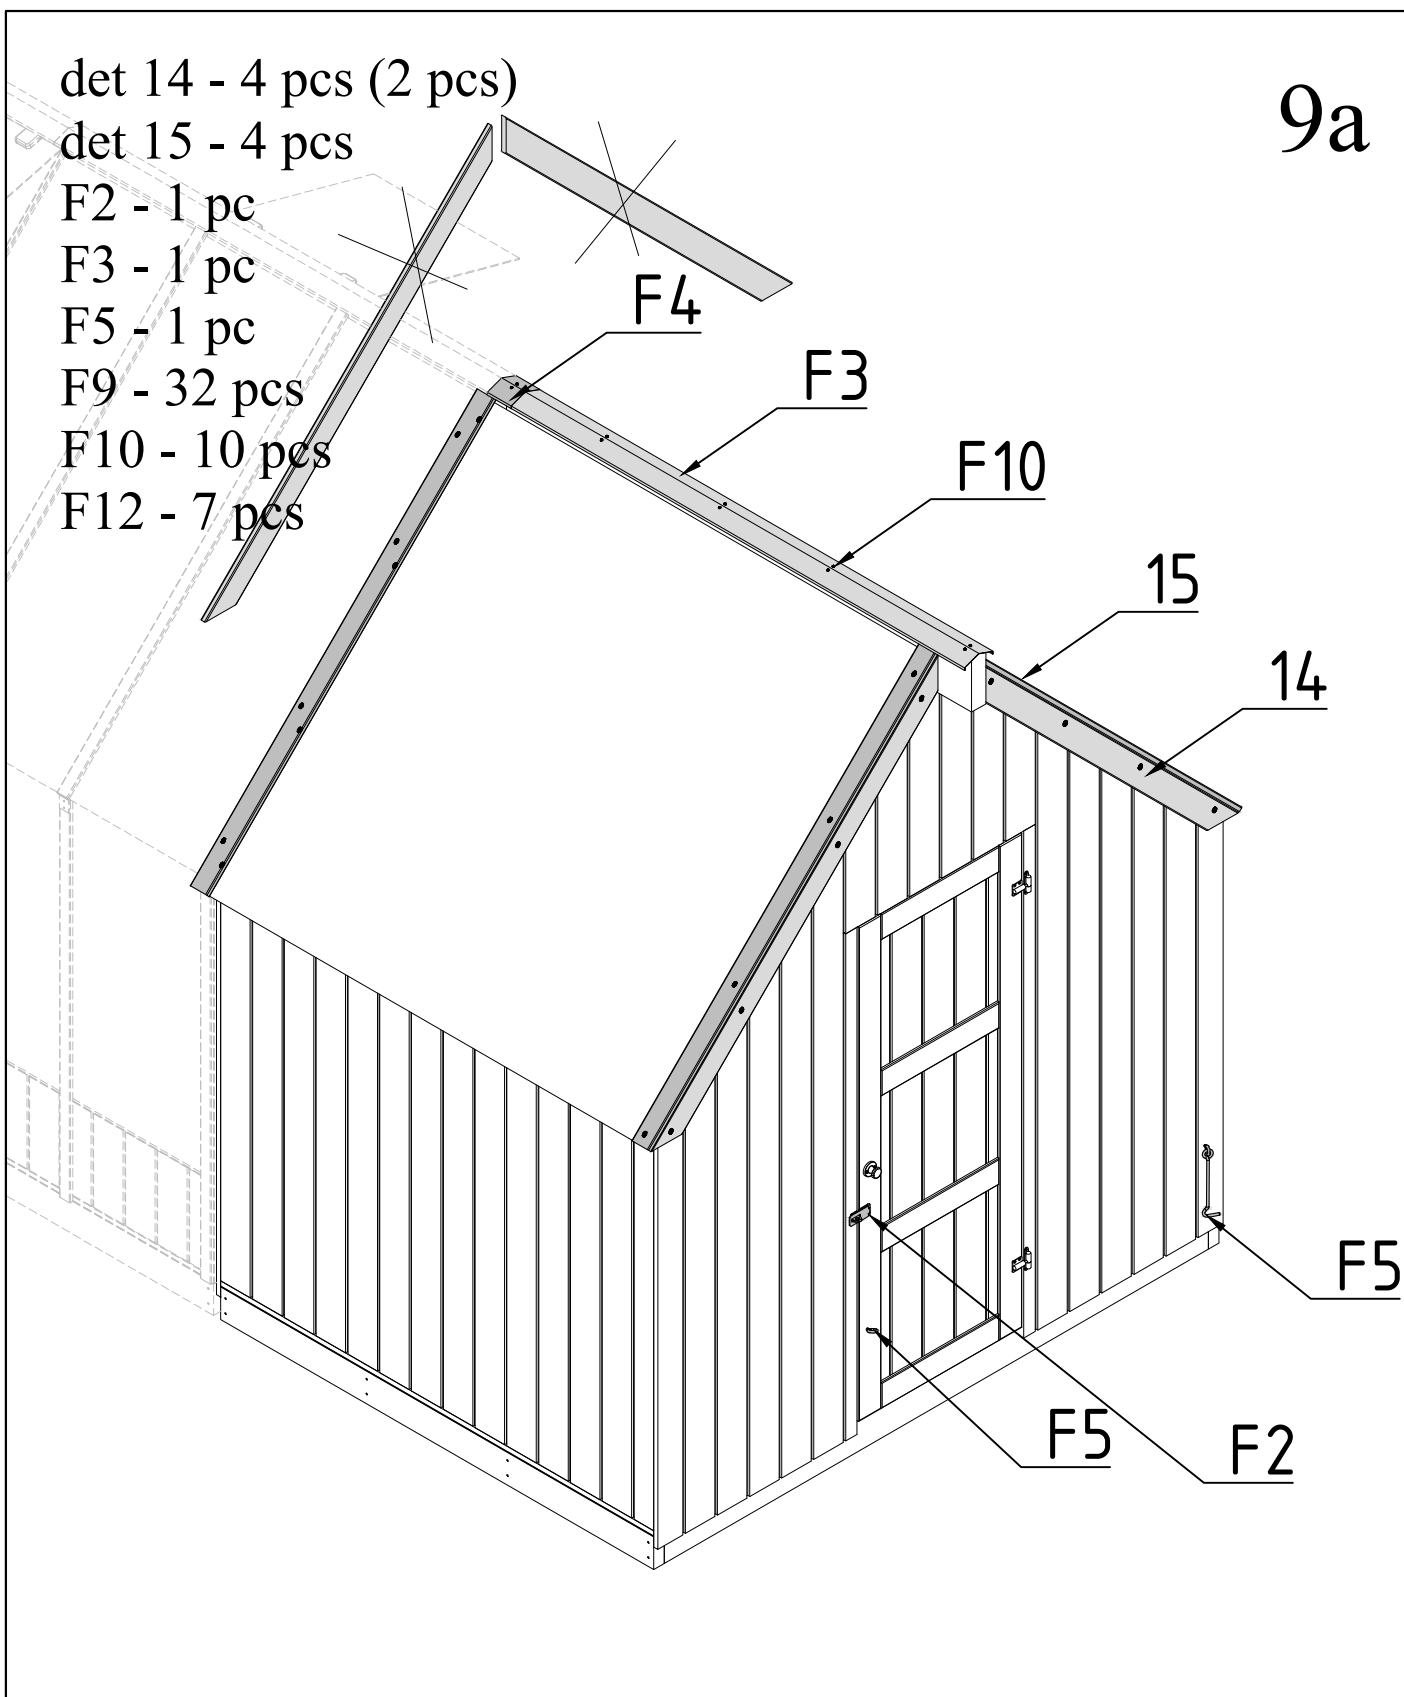 det 14 - 4 pcs (2 pcs)
9a
det 15 - 4 pcs
F2 - 1 pc
F3 - 1 pc
F5 - 1 pc
F9 - 32 pcs
F10 - 10 pcs
F12 - 7 pcs
F4
F3
F10
15
14
F5
F5
F2